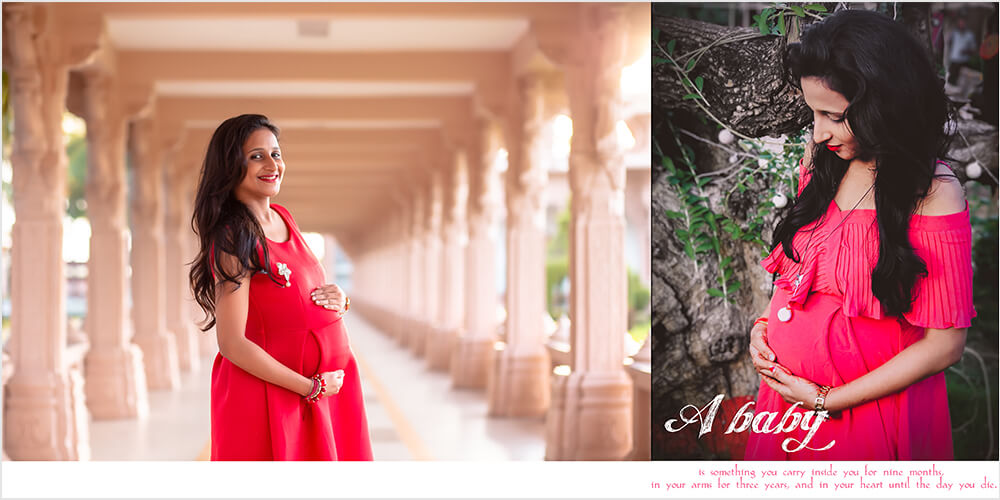 A baby
is something you carry inside you for nine months,
in your arms for three years, and in your heart until the day you die.